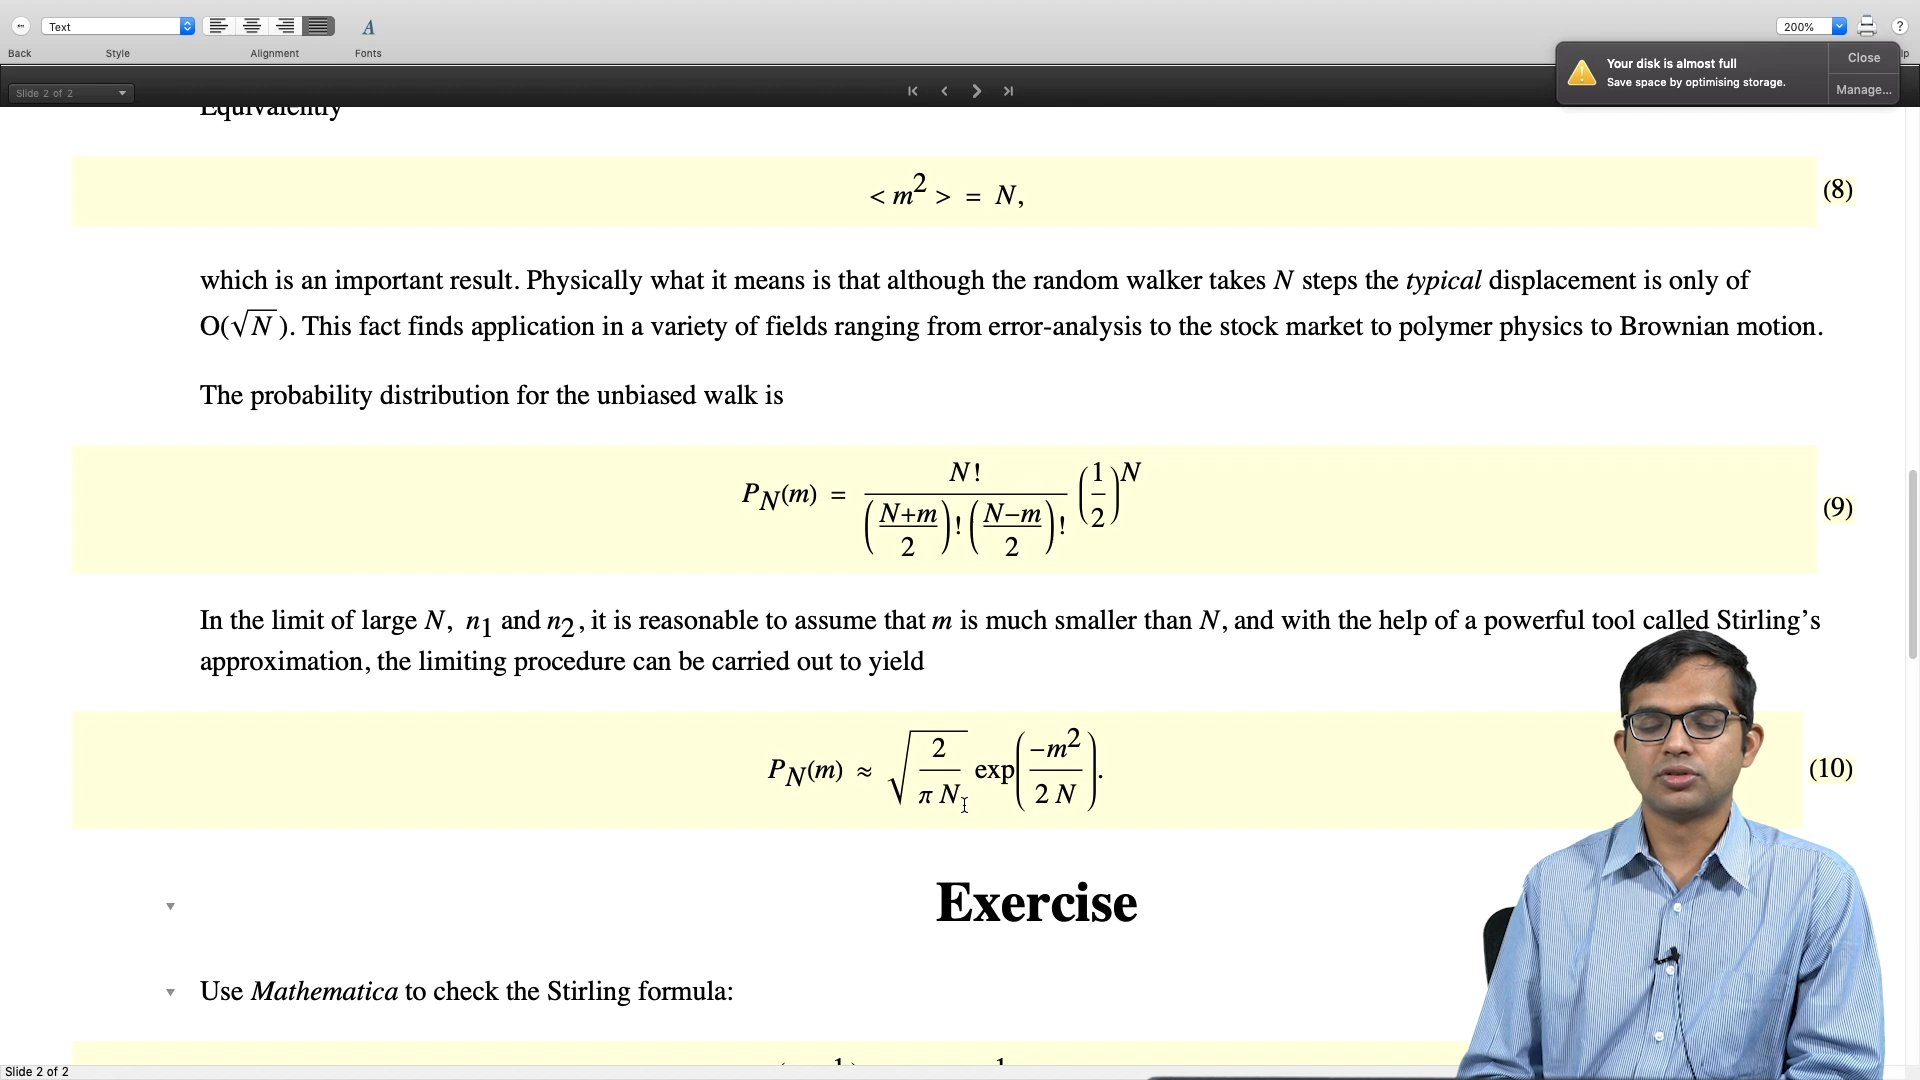 Text
200%
Back
Style
Alignment
Fonts
Your disk is almost full
Save space by optimising storage.
Close
Manage...
Slide 2 of 2
Equivalently
< m² > = N,
(8)
which is an important result. Physically what it means is that although the random walker takes N steps the typical displacement is only of
O(√N). This fact finds application in a variety of fields ranging from error-analysis to the stock market to polymer physics to Brownian motion.
The probability distribution for the unbiased walk is
P_N(m) = N! / ((N+m)/2)! ((N−m)/2)! (1/2)^N
(9)
In the limit of large N, n₁ and n₂, it is reasonable to assume that m is much smaller than N, and with the help of a powerful tool called Stirling's
approximation, the limiting procedure can be carried out to yield
P_N(m) ≈ √(2/(π N)) exp(−m²/(2 N)).
(10)
Exercise
Use Mathematica to check the Stirling formula:
Slide 2 of 2